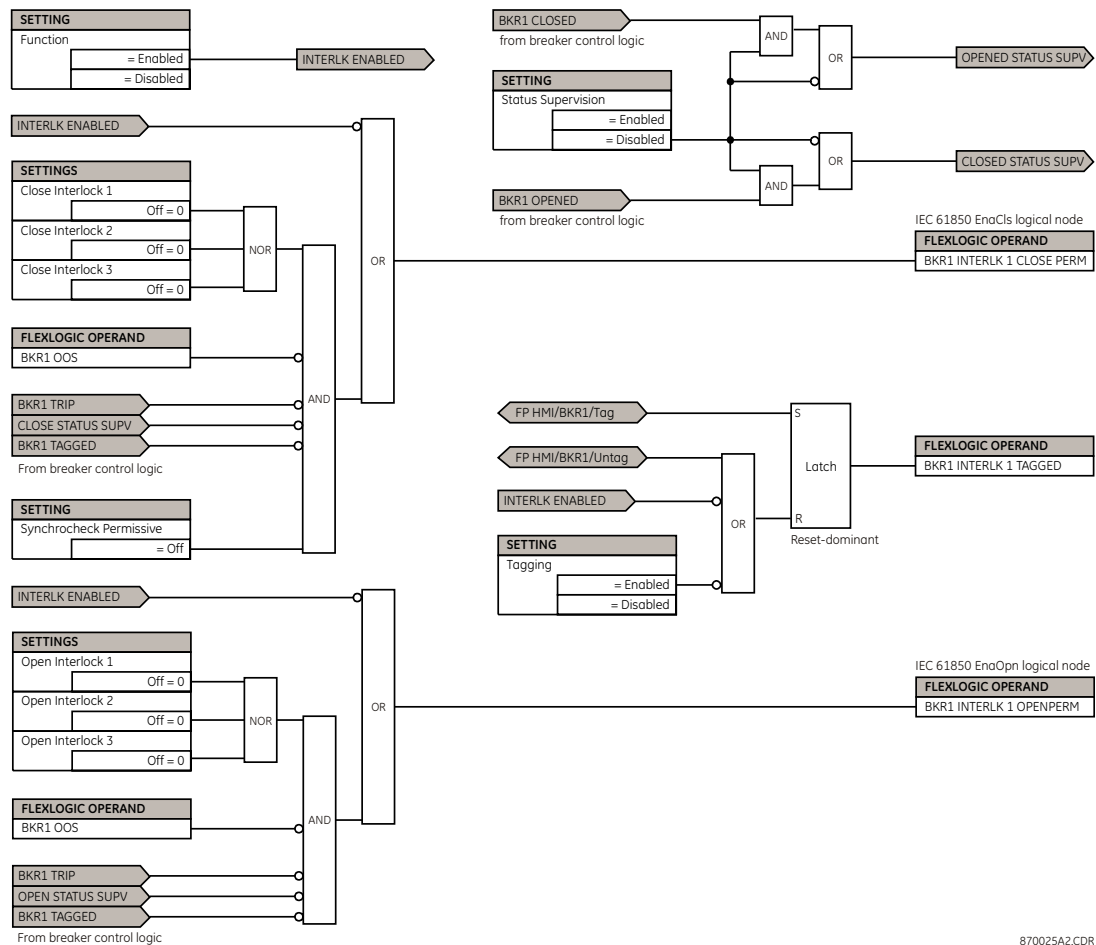 SETTING
Function
= Enabled
= Disabled
INTERLK ENABLED
INTERLK ENABLED
SETTINGS
Close Interlock 1
Off = 0
Close Interlock 2
Off = 0
Close Interlock 3
Off = 0
NOR
FLEXLOGIC OPERAND
BKR1 OOS
BKR1 TRIP
CLOSE STATUS SUPV
BKR1 TAGGED
From breaker control logic
SETTING
Synchrocheck Permissive
= Off
AND
OR
BKR1 CLOSED
from breaker control logic
SETTING
Status Supervision
= Enabled
= Disabled
BKR1 OPENED
from breaker control logic
AND
OR
OPENED STATUS SUPV
AND
OR
CLOSED STATUS SUPV
IEC 61850 EnaCls logical node
FLEXLOGIC OPERAND
BKR1 INTERLK 1 CLOSE PERM
FP HMI/BKR1/Tag
FP HMI/BKR1/Untag
INTERLK ENABLED
SETTING
Tagging
= Enabled
= Disabled
OR
S
Latch
R
Reset-dominant
FLEXLOGIC OPERAND
BKR1 INTERLK 1 TAGGED
INTERLK ENABLED
SETTINGS
Open Interlock 1
Off = 0
Open Interlock 2
Off = 0
Open Interlock 3
Off = 0
NOR
FLEXLOGIC OPERAND
BKR1 OOS
BKR1 TRIP
OPEN STATUS SUPV
BKR1 TAGGED
From breaker control logic
AND
OR
IEC 61850 EnaOpn logical node
FLEXLOGIC OPERAND
BKR1 INTERLK 1 OPENPERM
870025A2.CDR